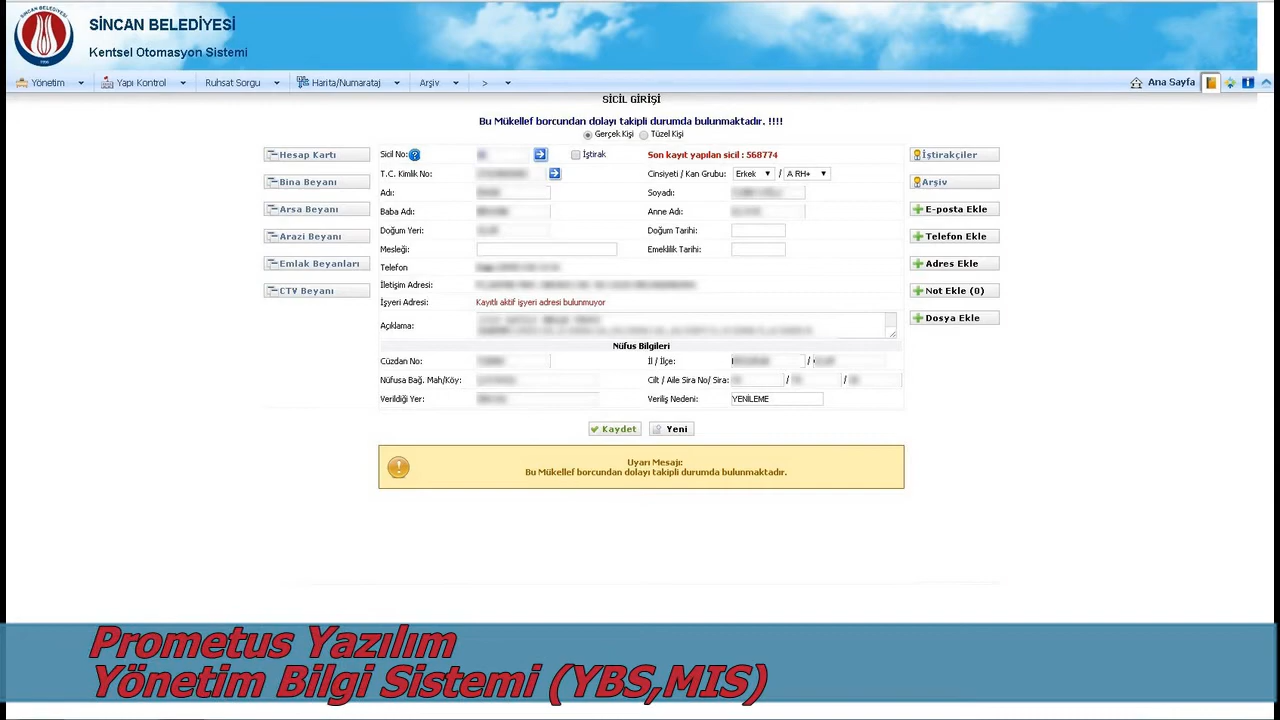 SİNCAN BELEDİYESİ
Kentsel Otomasyon Sistemi
Yönetim Yapı Kontrol Ruhsat Sorgu Harita/Numarataj Arşiv > Ana Sayfa
SİCİL GİRİŞİ
Bu Mükellef borcundan dolayı takipli durumda bulunmaktadır. !!!!
Gerçek Kişi Tüzel Kişi
Hesap Kartı
Bina Beyanı
Arsa Beyanı
Arazi Beyanı
Emlak Beyanları
CTV Beyanı
Sicil No: İştirak Son kayıt yapılan sicil : 568774
T.C. Kimlik No: Cinsiyeti / Kan Grubu: Erkek / A RH+
Adı: Soyadı:
Baba Adı: Anne Adı:
Doğum Yeri: Doğum Tarihi:
Mesleği: Emeklilik Tarihi:
Telefon
İletişim Adresi:
İşyeri Adresi: Kayıtlı aktif işyeri adresi bulunmuyor
Açıklama:
Nüfus Bilgileri
Cüzdan No: İl / İlçe: /
Nüfusa Bağ. Mah/Köy: Cilt / Aile Sira No/ Sira: / /
Verildiği Yer: Veriliş Nedeni: YENİLEME
Kaydet Yeni
İştirakçiler
Arşiv
E-posta Ekle
Telefon Ekle
Adres Ekle
Not Ekle (0)
Dosya Ekle
Uyarı Mesajı:
Bu Mükellef borcundan dolayı takipli durumda bulunmaktadır.
Prometus Yazılım
Yönetim Bilgi Sistemi (YBS,MIS)